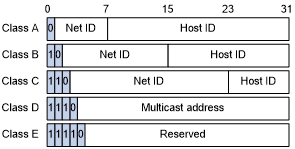 0 7 15 23 31
Class A 0 Net ID Host ID
Class B 1 0 Net ID Host ID
Class C 1 1 0 Net ID Host ID
Class D 1 1 1 0 Multicast address
Class E 1 1 1 1 0 Reserved